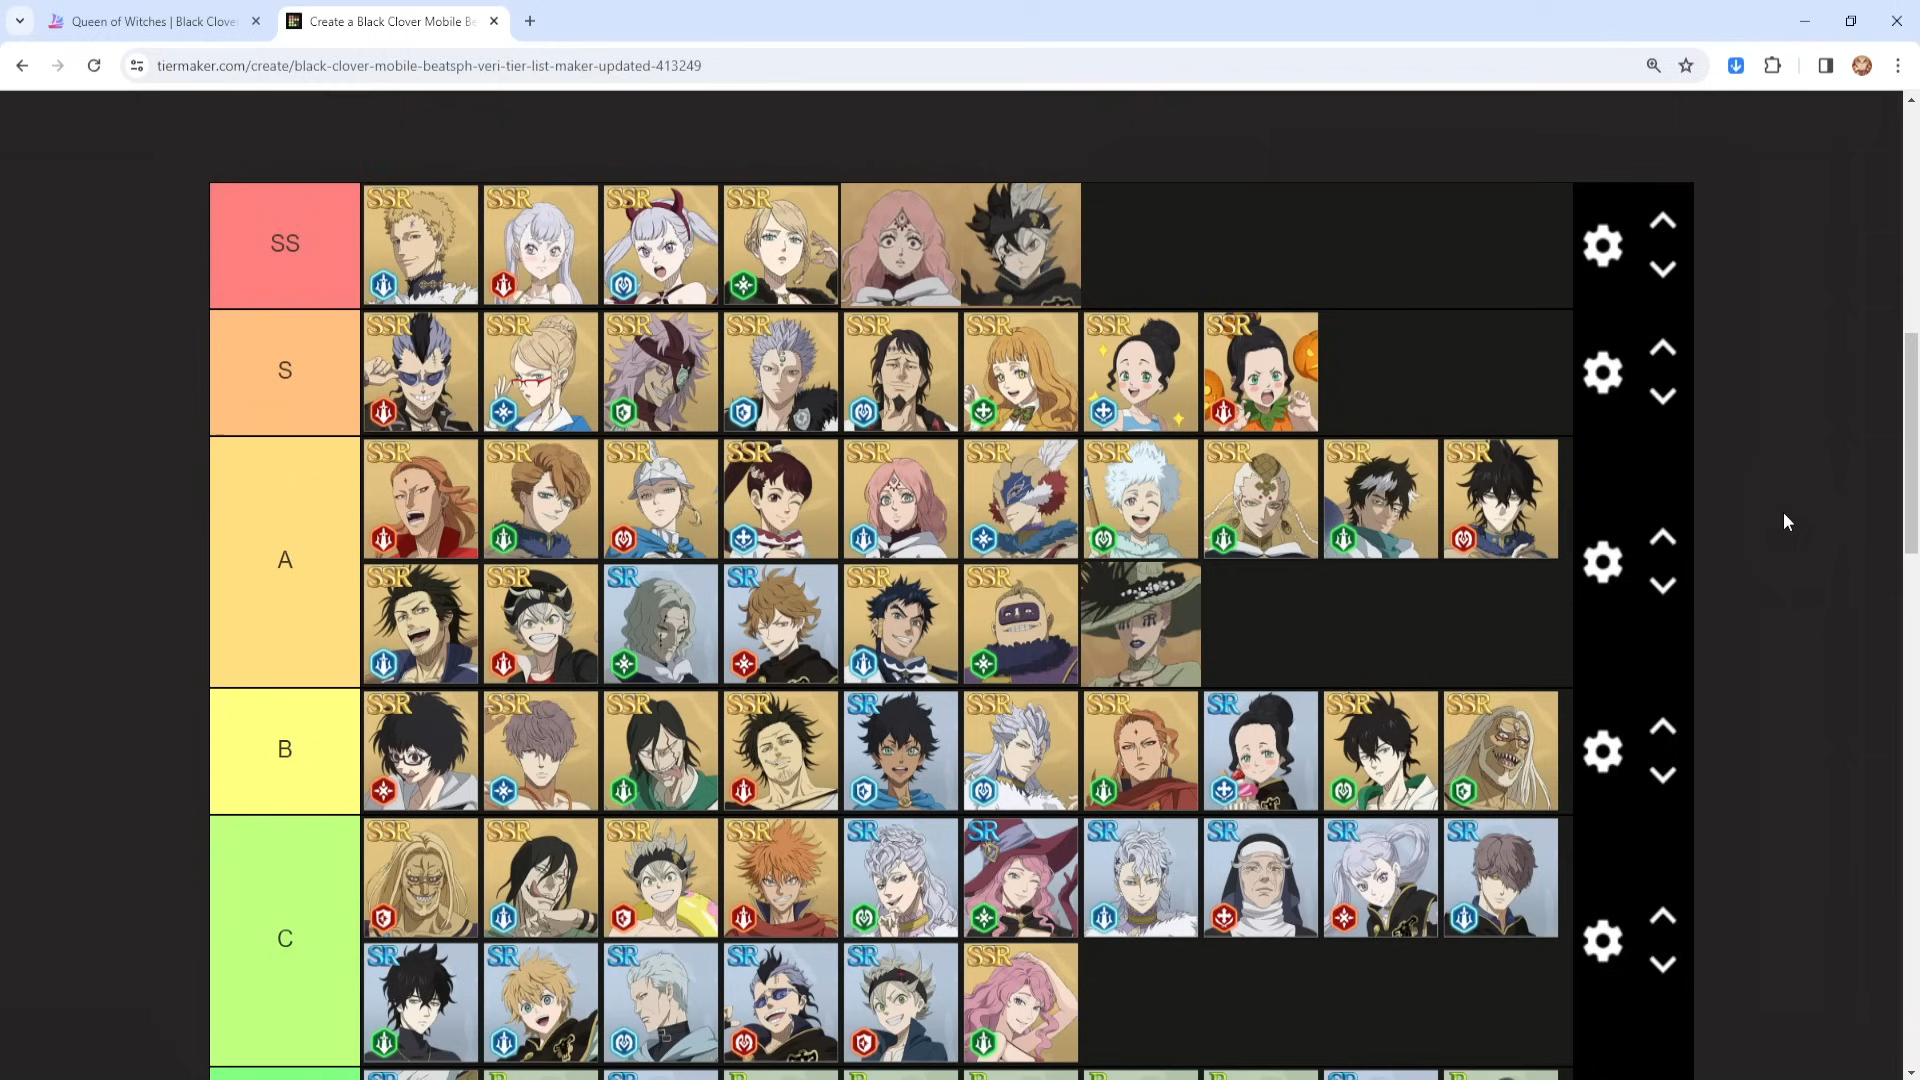 Queen of Witches | Black Clove
Create a Black Clover Mobile Be
tiermaker.com/create/black-clover-mobile-beatsph-veri-tier-list-maker-updated-413249
SS
SSR SSR SSR SSR
S
SSR SSR SSR SSR SSR SSR SSR SSR
A
SSR SSR SSR SSR SSR SSR SSR SSR SSR SSR
SSR SSR SR SR SSR SSR
B
SSR SSR SSR SSR SR SSR SSR SR SSR SSR
C
SSR SSR SSR SSR SR SR SR SR SR SR
SR SR SR SR SR SSR